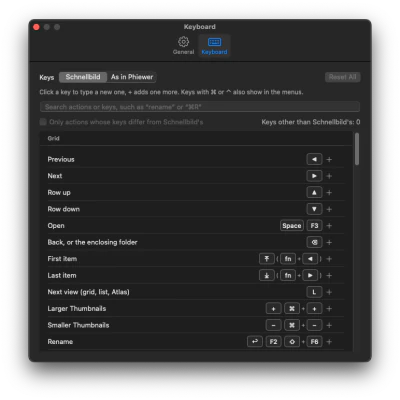 Keyboard
General Keyboard
Keys Schnellbild As in Phiewer Reset All
Click a key to type a new one, + adds one more. Keys with ⌘ or ^ also show in the menus.
Search actions or keys, such as "rename" or "⌘R"
Only actions whose keys differ from Schnellbild's Keys other than Schnellbild's: 0
Grid
Previous ◀ +
Next ▶ +
Row up ▲ +
Row down ▼ +
Open Space F3 +
Back, or the enclosing folder ⌫ +
First item ⤒ ( fn + ◀ ) +
Last item ⤓ ( fn + ▶ ) +
Next view (grid, list, Atlas) L +
Larger Thumbnails + ⌘ + + +
Smaller Thumbnails − ⌘ + − +
Rename ↩ F2 ⇧ + F6 +